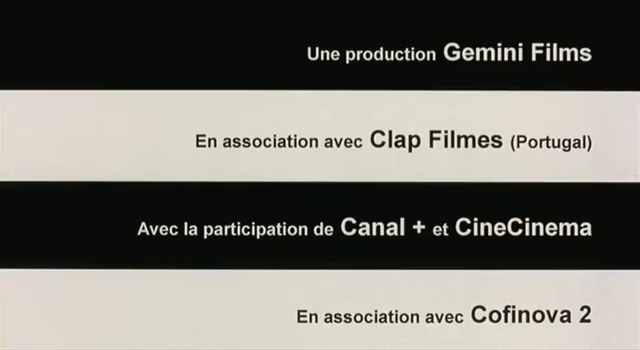 Une production Gemini Films
En association avec Clap Filmes (Portugal)
Avec la participation de Canal + et CineCinema
En association avec Cofinova 2